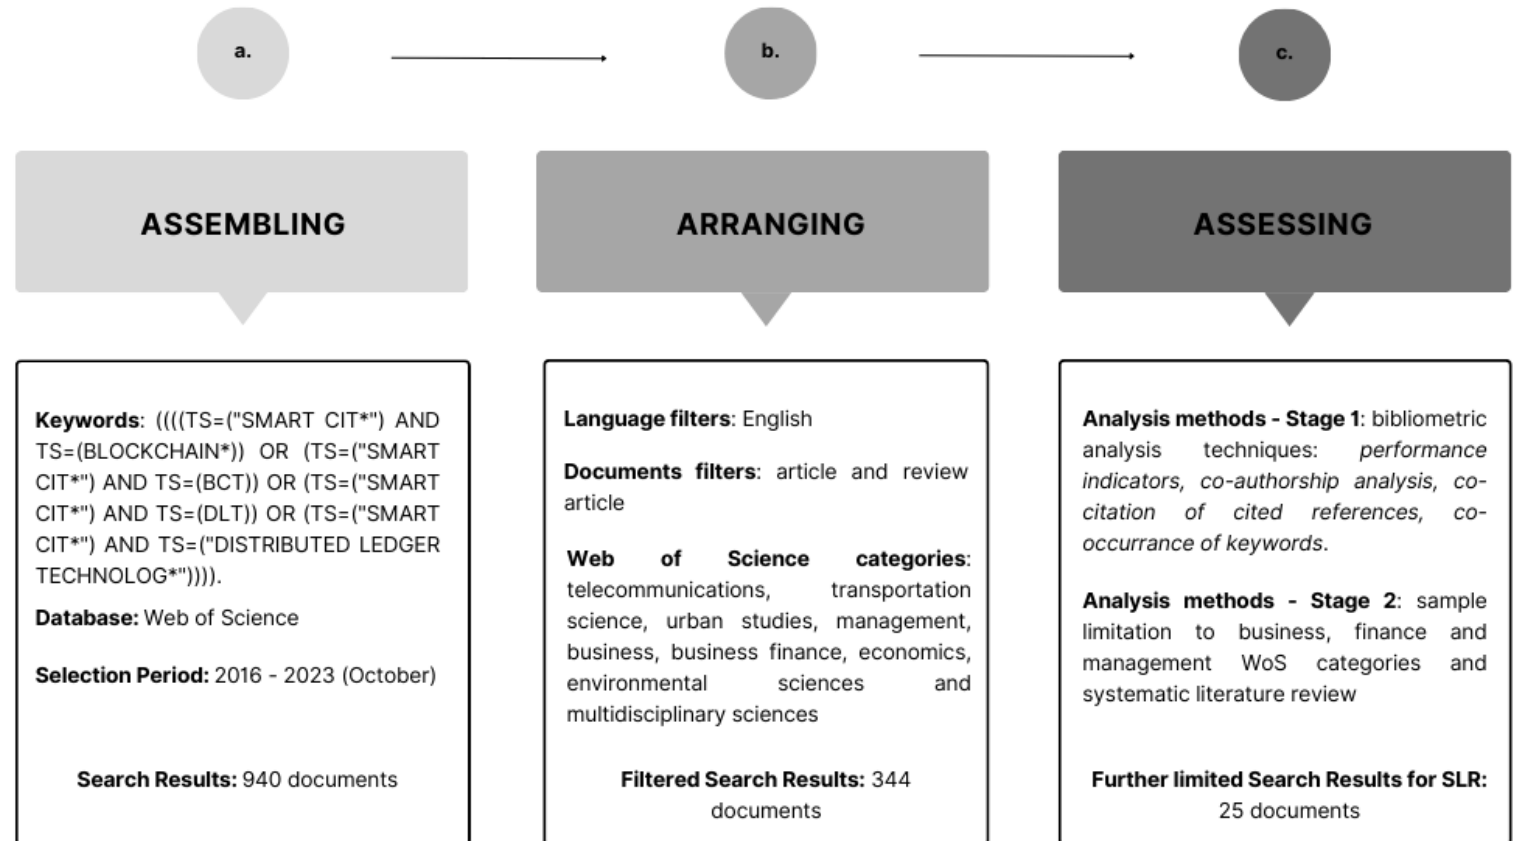 a.
b.
c.
ASSEMBLING
ARRANGING
ASSESSING
Keywords: ((((TS=("SMART CIT*") AND
TS=(BLOCKCHAIN*)) OR (TS=("SMART
CIT*") AND TS=(BCT)) OR (TS=("SMART
CIT*") AND TS=(DLT)) OR (TS=("SMART
CIT*") AND TS=("DISTRIBUTED LEDGER
TECHNOLOG*")))).
Database: Web of Science
Selection Period: 2016 - 2023 (October)
Search Results: 940 documents
Language filters: English
Documents filters: article and review
article
Web of Science categories:
telecommunications, transportation
science, urban studies, management,
business, business finance, economics,
environmental sciences and
multidisciplinary sciences
Filtered Search Results: 344
documents
Analysis methods - Stage 1: bibliometric
analysis techniques: performance
indicators, co-authorship analysis, co-
citation of cited references, co-
occurrance of keywords.
Analysis methods - Stage 2: sample
limitation to business, finance and
management WoS categories and
systematic literature review
Further limited Search Results for SLR:
25 documents